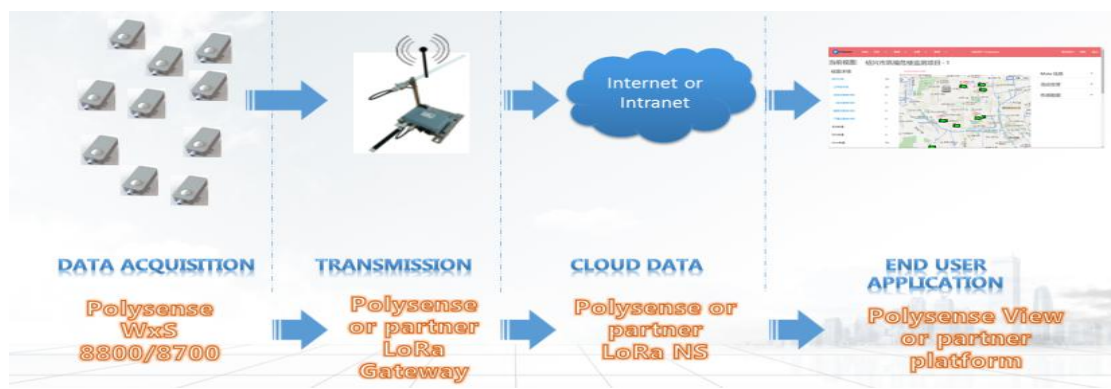 Internet or
Intranet
DATA ACQUISITION
TRANSMISSION
CLOUD DATA
END USER
APPLICATION
Polysense
WxS
8800/8700
Polysense
or partner
LoRa
Gateway
Polysense or
partner
LoRa NS
Polysense View
or partner
platform